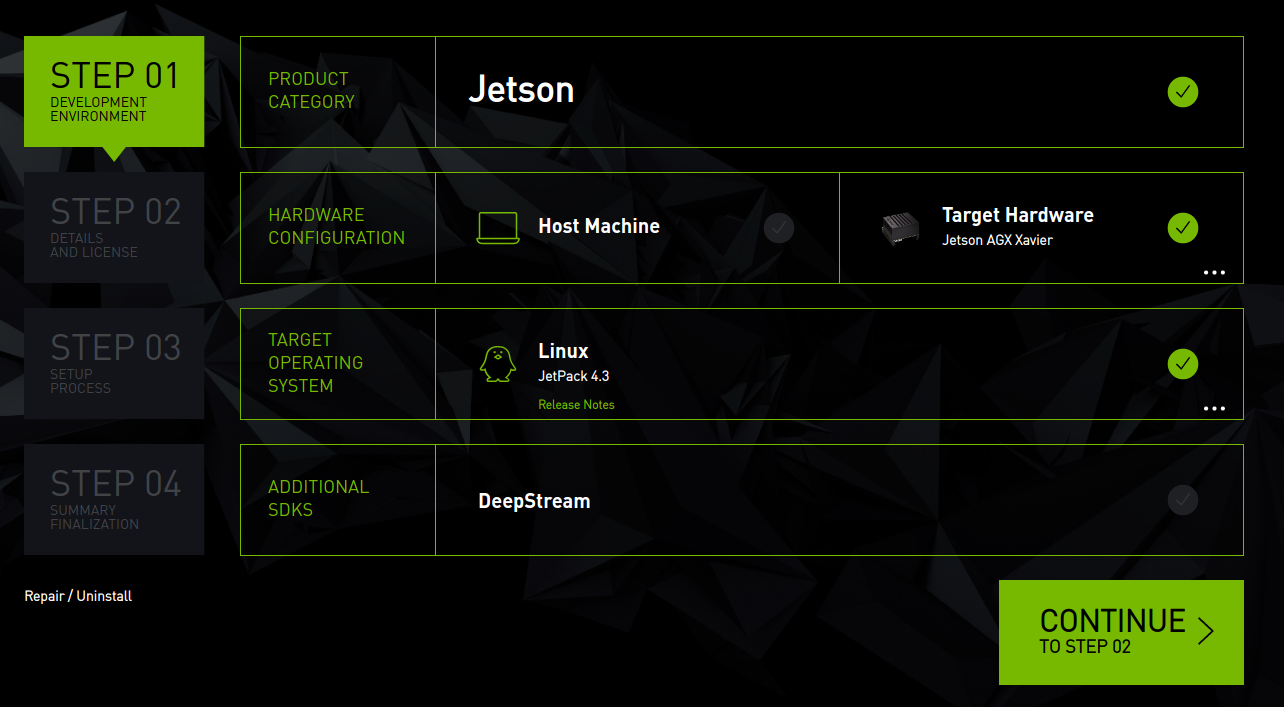 STEP 01
DEVELOPMENT
ENVIRONMENT
PRODUCT
CATEGORY
Jetson
STEP 02
DETAILS
AND LICENSE
HARDWARE
CONFIGURATION
Host Machine
Target Hardware
Jetson AGX Xavier
STEP 03
SETUP
PROCESS
TARGET
OPERATING
SYSTEM
Linux
JetPack 4.3
Release Notes
STEP 04
SUMMARY
FINALIZATION
ADDITIONAL
SDKS
DeepStream
Repair / Uninstall
CONTINUE
TO STEP 02